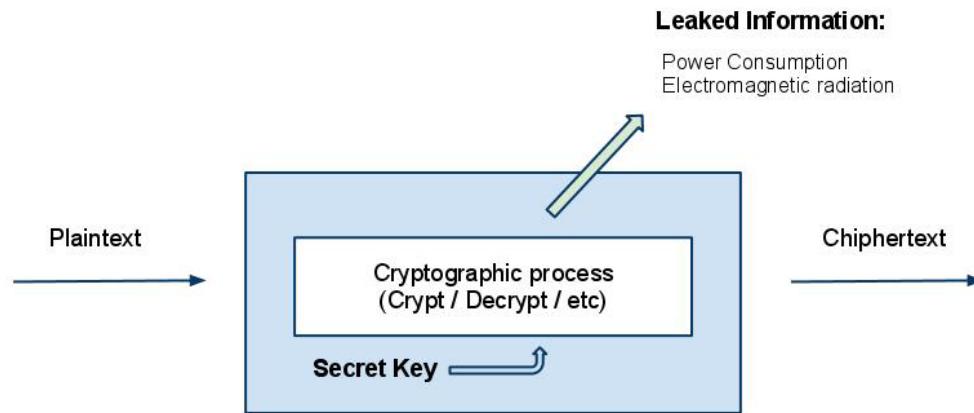 Leaked Information:
Power Consumption
Electromagnetic radiation
Plaintext
Chiphertext
Cryptographic process
(Crypt / Decrypt / etc)
Secret Key